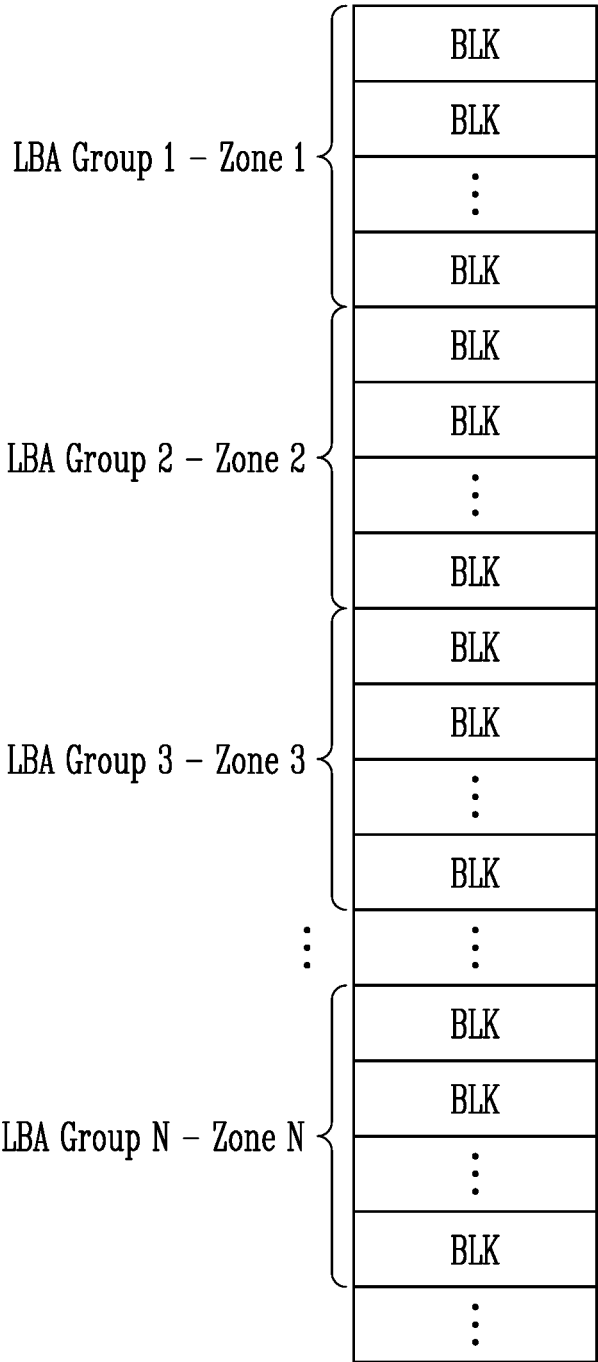 BLK
BLK
LBA Group 1 – Zone 1
⋮
BLK
BLK
BLK
LBA Group 2 – Zone 2
⋮
BLK
BLK
BLK
LBA Group 3 – Zone 3
⋮
BLK
⋮ ⋮
BLK
BLK
LBA Group N – Zone N
⋮
BLK
⋮